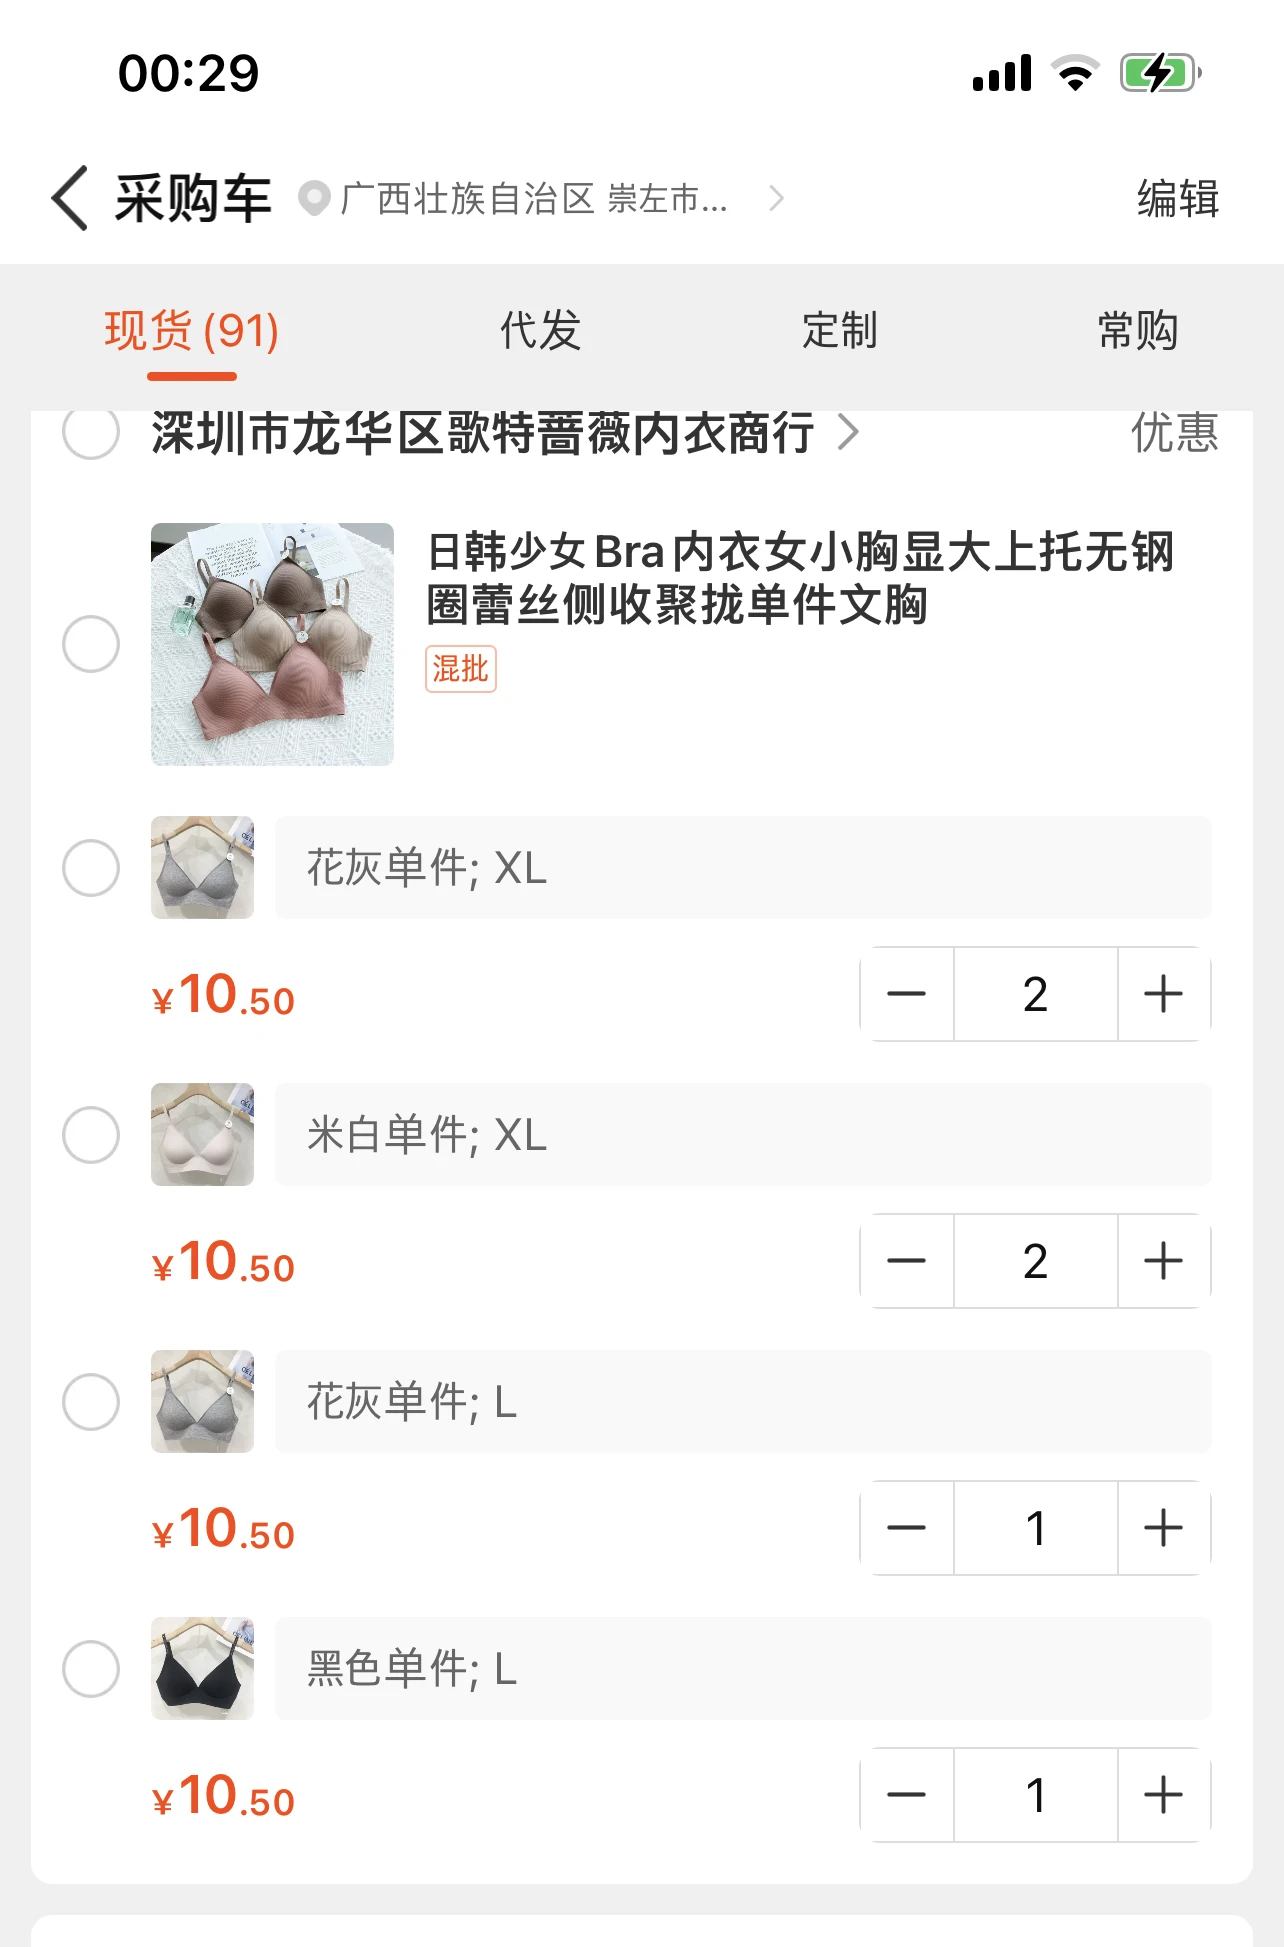 00:29
采购车 广西壮族自治区 崇左市... 编辑
现货(91) 代发 定制 常购
深圳市龙华区歌特蔷薇内衣商行 优惠
日韩少女Bra内衣女小胸显大上托无钢
圈蕾丝侧收聚拢单件文胸
混批
花灰单件; XL
¥10.50 2
米白单件; XL
¥10.50 2
花灰单件; L
¥10.50 1
黑色单件; L
¥10.50 1